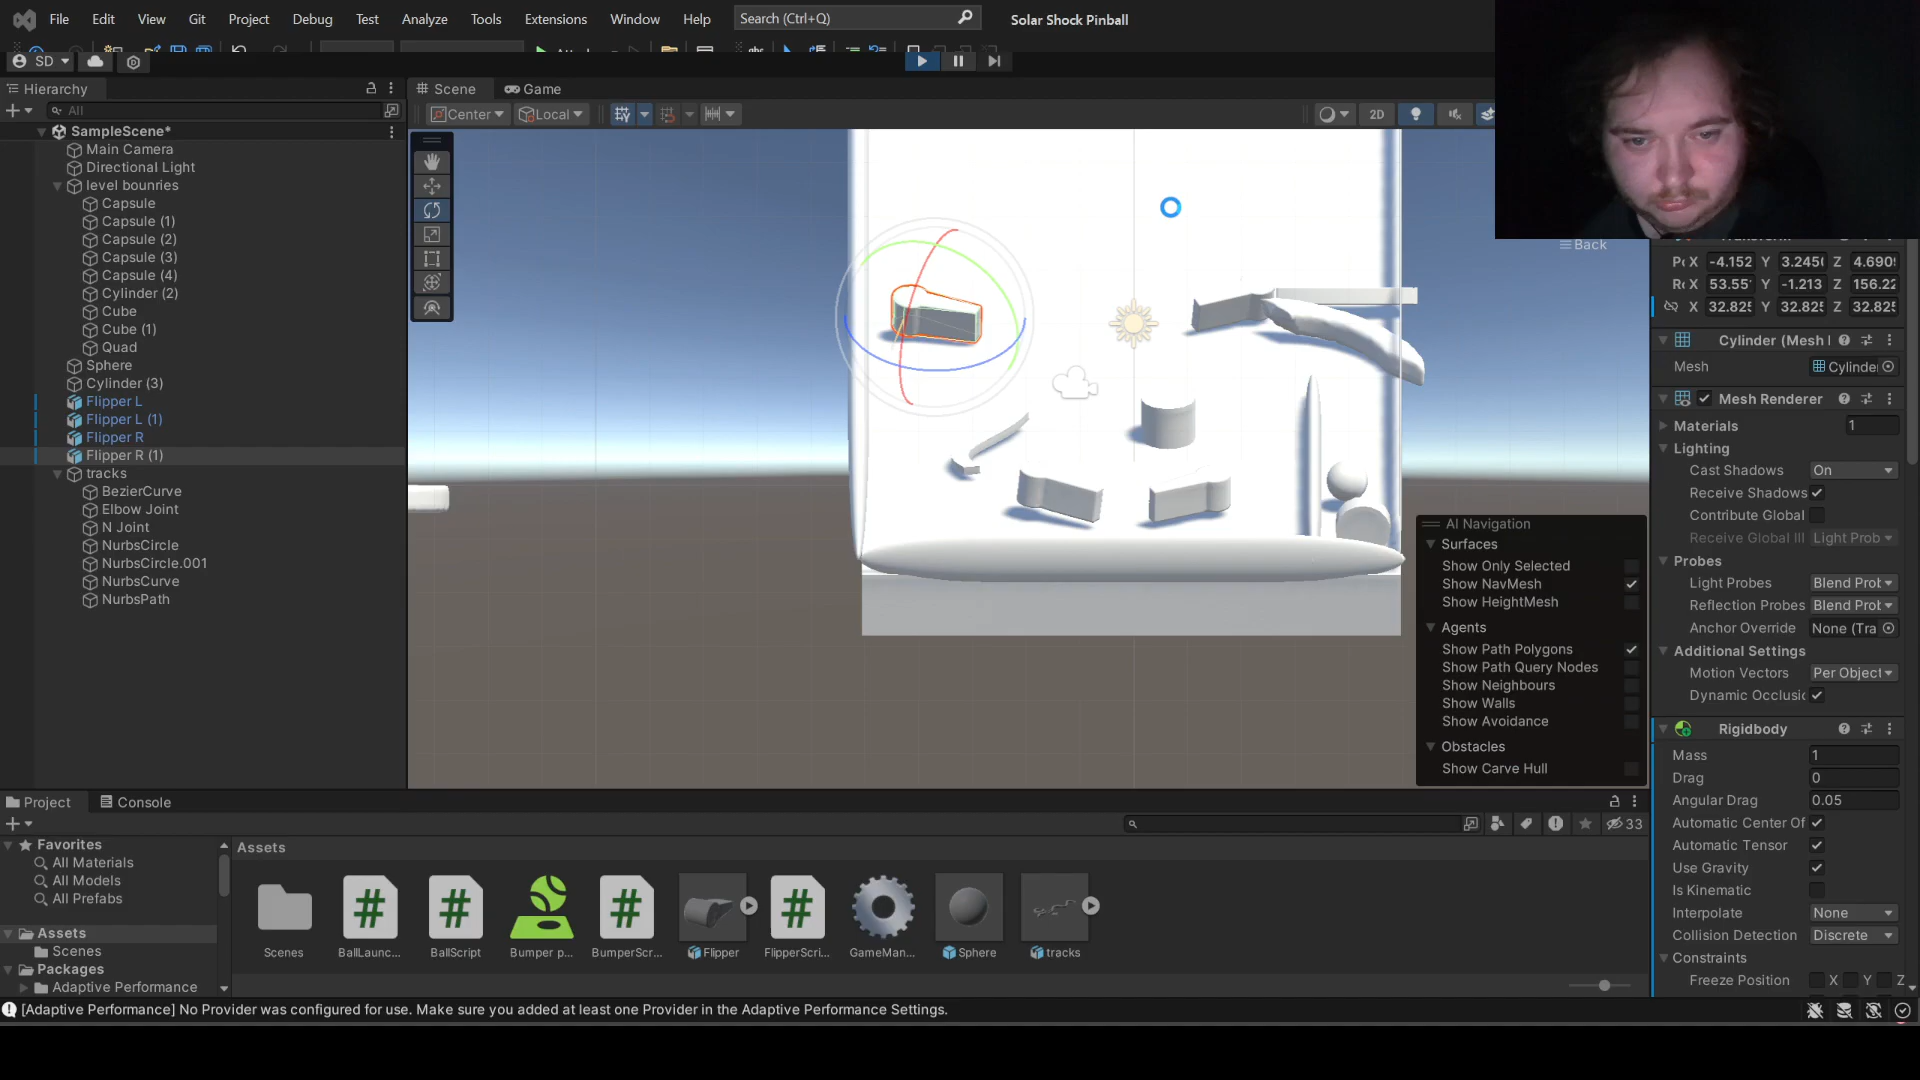 File Edit View Git Project Debug Test Analyze Tools Extensions Window Help Search (Ctrl+Q) Solar Shock Pinball
SD
Hierarchy
All
SampleScene*
Main Camera
Directional Light
level bounries
Capsule
Capsule (1)
Capsule (2)
Capsule (3)
Capsule (4)
Cylinder (2)
Cube
Cube (1)
Quad
Sphere
Cylinder (3)
Flipper L
Flipper L (1)
Flipper R
Flipper R (1)
tracks
BezierCurve
Elbow Joint
N Joint
NurbsCircle
NurbsCircle.001
NurbsCurve
NurbsPath
Scene Game
Center Local 2D
Back
AI Navigation
Surfaces
Show Only Selected
Show NavMesh
Show HeightMesh
Agents
Show Path Polygons
Show Path Query Nodes
Show Neighbours
Show Walls
Show Avoidance
Obstacles
Show Carve Hull
X -4.152 Y 3.245 Z 4.690
X 53.55 Y -1.213 Z 156.22
X 32.825 Y 32.825 Z 32.825
Cylinder (Mesh
Mesh Cylinde
Mesh Renderer
Materials 1
Lighting
Cast Shadows On
Receive Shadows
Contribute Global
Receive Global Ill Light Prob
Probes
Light Probes Blend Prob
Reflection Probes Blend Prob
Anchor Override None (Tra
Additional Settings
Motion Vectors Per Object
Dynamic Occlusi
Rigidbody
Mass 1
Drag 0
Angular Drag 0.05
Automatic Center Of
Automatic Tensor
Use Gravity
Is Kinematic
Interpolate None
Collision Detection Discrete
Constraints
Freeze Position X Y Z
Project Console
33
Favorites
All Materials
All Models
All Prefabs
Assets
Scenes
Packages
Adaptive Performance
Assets
Scenes BallLaunc... BallScript Bumper p... BumperScr... Flipper FlipperScri... GameMan... Sphere tracks
[Adaptive Performance] No Provider was configured for use. Make sure you added at least one Provider in the Adaptive Performance Settings.